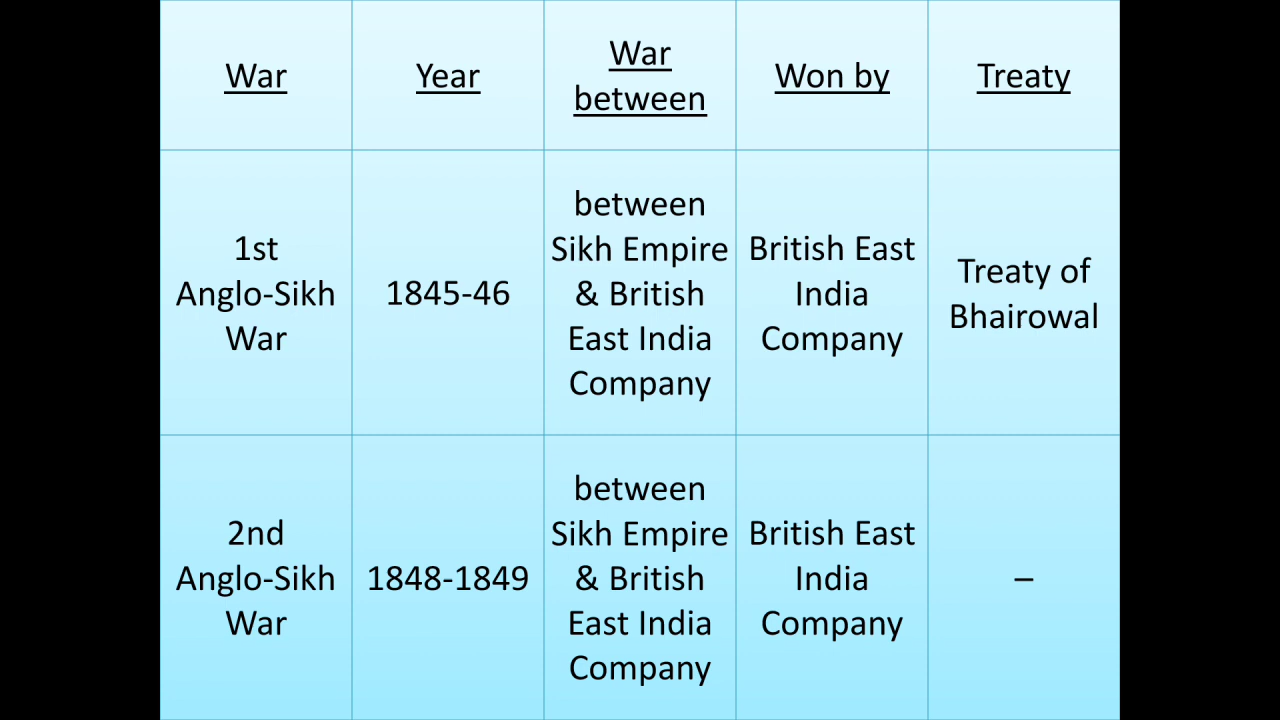 War
Year
War
between
Won by
Treaty
1st
Anglo-Sikh
War
1845-46
between
Sikh Empire
& British
East India
Company
British East
India
Company
Treaty of
Bhairowal
2nd
Anglo-Sikh
War
1848-1849
between
Sikh Empire
& British
East India
Company
British East
India
Company
–